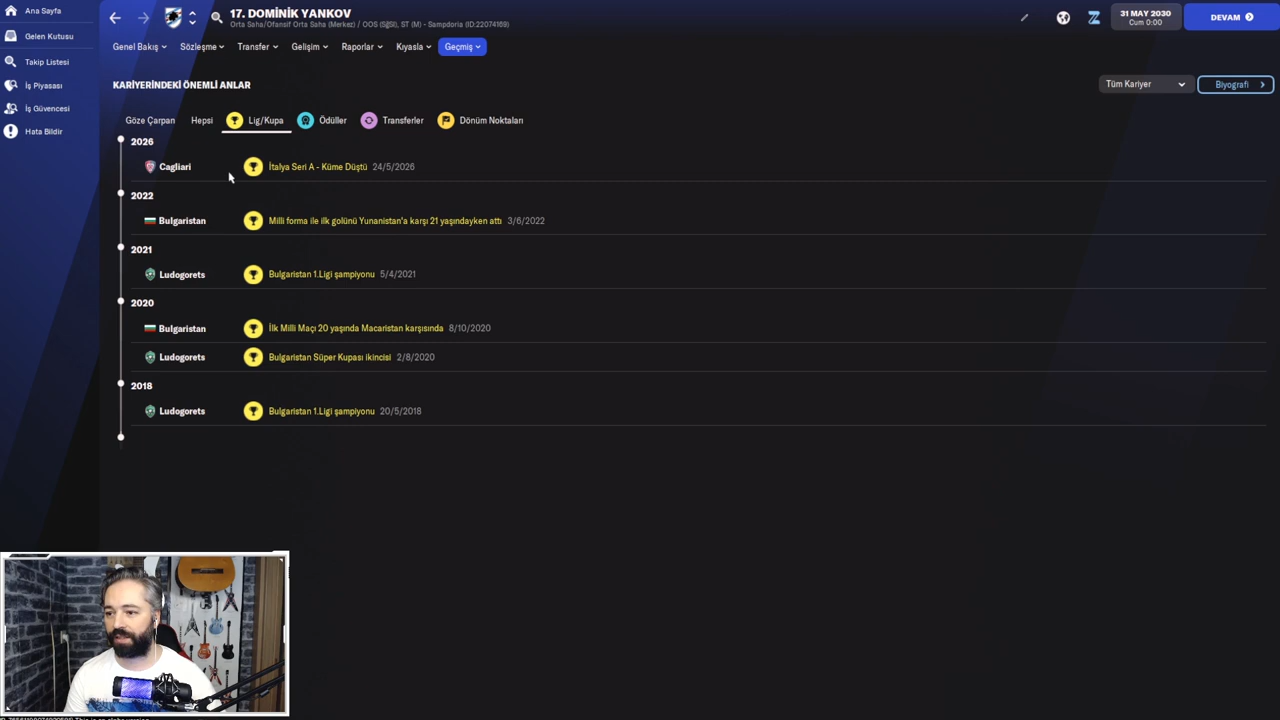 Ana Sayfa
Gelen Kutusu
Takip Listesi
İş Piyasası
İş Güvencesi
Hata Bildir
17. DOMİNİK YANKOV
Orta Saha/Ofansif Orta Saha (Merkez) / OOS (SğSl), ST (M) - Sampdoria (ID:22074169)
31 MAY 2030
Cum 0:00
DEVAM
Genel Bakış
Sözleşme
Transfer
Gelişim
Raporlar
Kıyasla
Geçmiş
KARİYERİNDEKİ ÖNEMLİ ANLAR
Tüm Kariyer
Biyografi
Göze Çarpan
Hepsi
Lig/Kupa
Ödüller
Transferler
Dönüm Noktaları
2026
Cagliari İtalya Seri A - Küme Düştü 24/5/2026
2022
Bulgaristan Milli forma ile ilk golünü Yunanistan'a karşı 21 yaşındayken attı 3/6/2022
2021
Ludogorets Bulgaristan 1.Ligi şampiyonu 5/4/2021
2020
Bulgaristan İlk Milli Maçı 20 yaşında Macaristan karşısında 8/10/2020
Ludogorets Bulgaristan Süper Kupası ikincisi 2/8/2020
2018
Ludogorets Bulgaristan 1.Ligi şampiyonu 20/5/2018